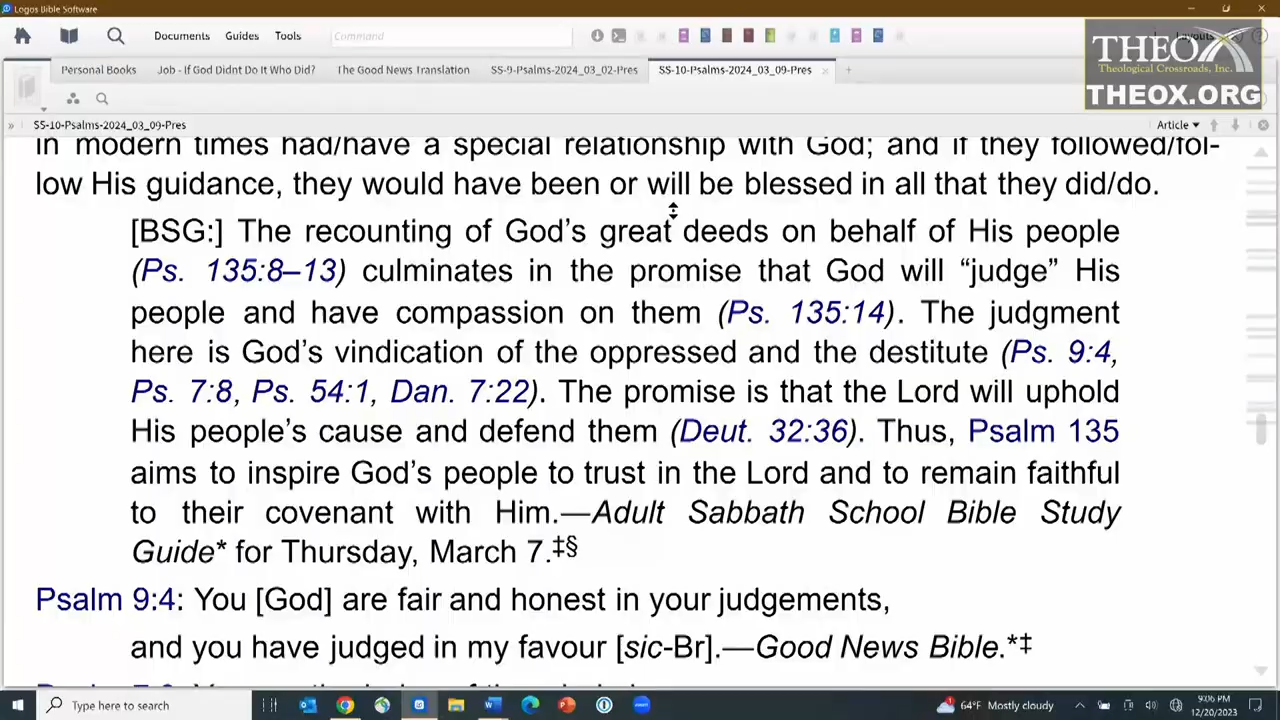 Logos Bible Software
Documents Guides Tools Command Layouts
THEOX
Theological Crossroads, Inc.
THEOX.ORG
Personal Books Job - If God Didnt Do It Who Did? The Good News Imp SS-9-Psalms-2024_03_02-Pres SS-10-Psalms-2024_03_09-Pres
SS-10-Psalms-2024_03_09-Pres Article
in modern times had/have a special relationship with God; and if they followed/fol-
low His guidance, they would have been or will be blessed in all that they did/do.
[BSG:] The recounting of God’s great deeds on behalf of His people
(Ps. 135:8–13) culminates in the promise that God will “judge” His
people and have compassion on them (Ps. 135:14). The judgment
here is God’s vindication of the oppressed and the destitute (Ps. 9:4,
Ps. 7:8, Ps. 54:1, Dan. 7:22). The promise is that the Lord will uphold
His people’s cause and defend them (Deut. 32:36). Thus, Psalm 135
aims to inspire God’s people to trust in the Lord and to remain faithful
to their covenant with Him.—Adult Sabbath School Bible Study
Guide* for Thursday, March 7.‡§
Psalm 9:4: You [God] are fair and honest in your judgements,
and you have judged in my favour [sic-Br].—Good News Bible.*‡
Type here to search 64°F Mostly cloudy 9:06 PM
12/20/2023